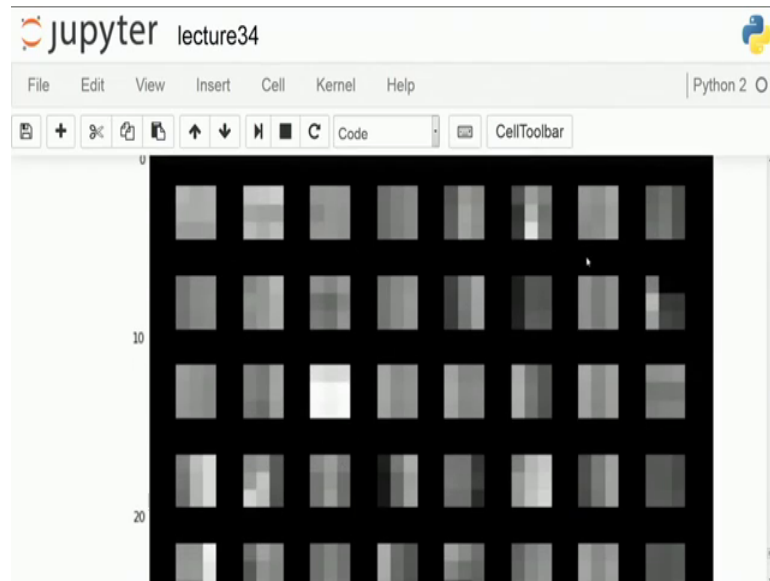 jupyter lecture34
File Edit View Insert Cell Kernel Help Python 2
Code CellToolbar
0
10
20